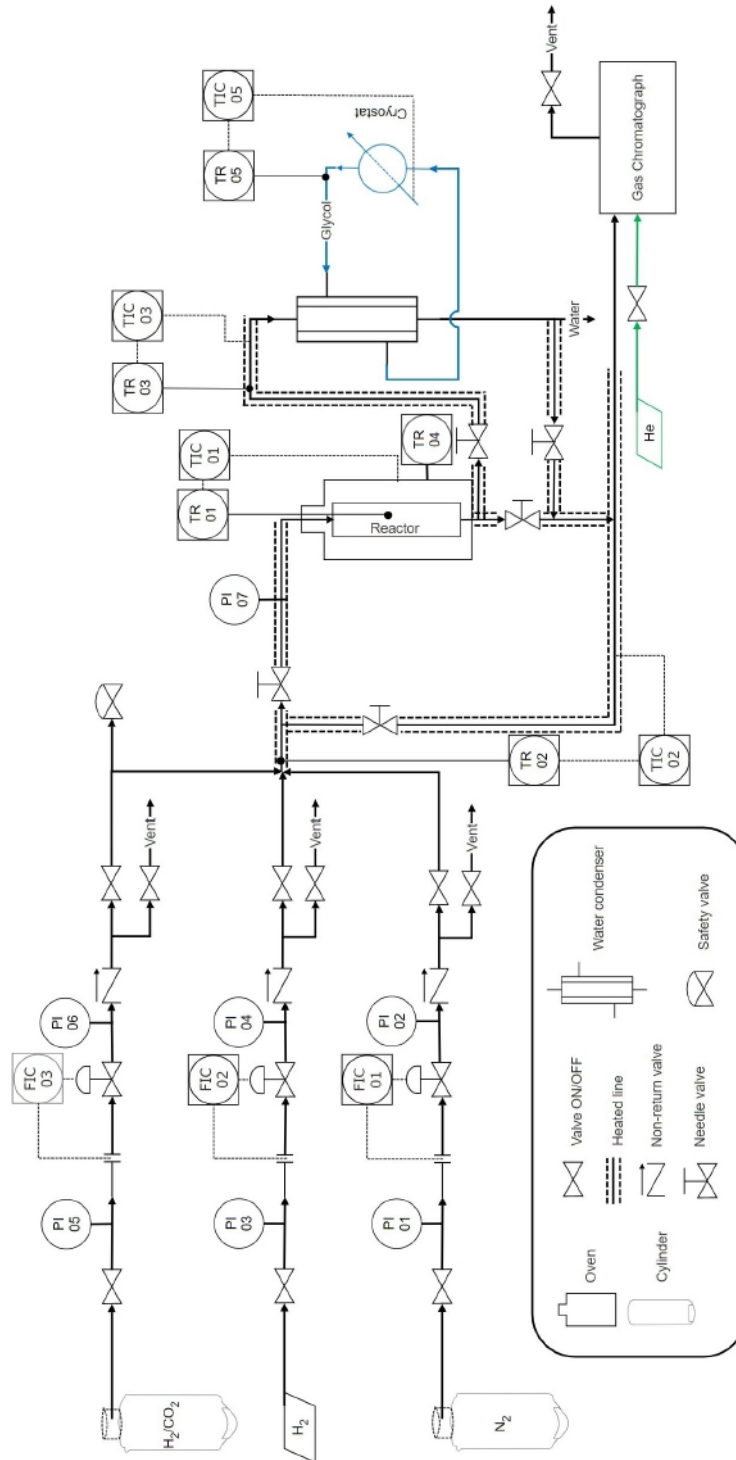 H2/CO2
PI
05
FIC
03
PI
06
Vent
H2
PI
03
FIC
02
PI
04
Vent
N2
PI
01
FIC
01
PI
02
Vent
TR
02
TIC
02
PI
07
TR
01
TIC
01
Reactor
TR
04
TR
03
TIC
03
TR
05
TIC
05
Glycol
Cryostat
Water
He
Gas Chromatograph
Vent
Oven
Valve ON/OFF
Water condenser
Heated line
Cylinder
Non-return valve
Safety valve
Needle valve